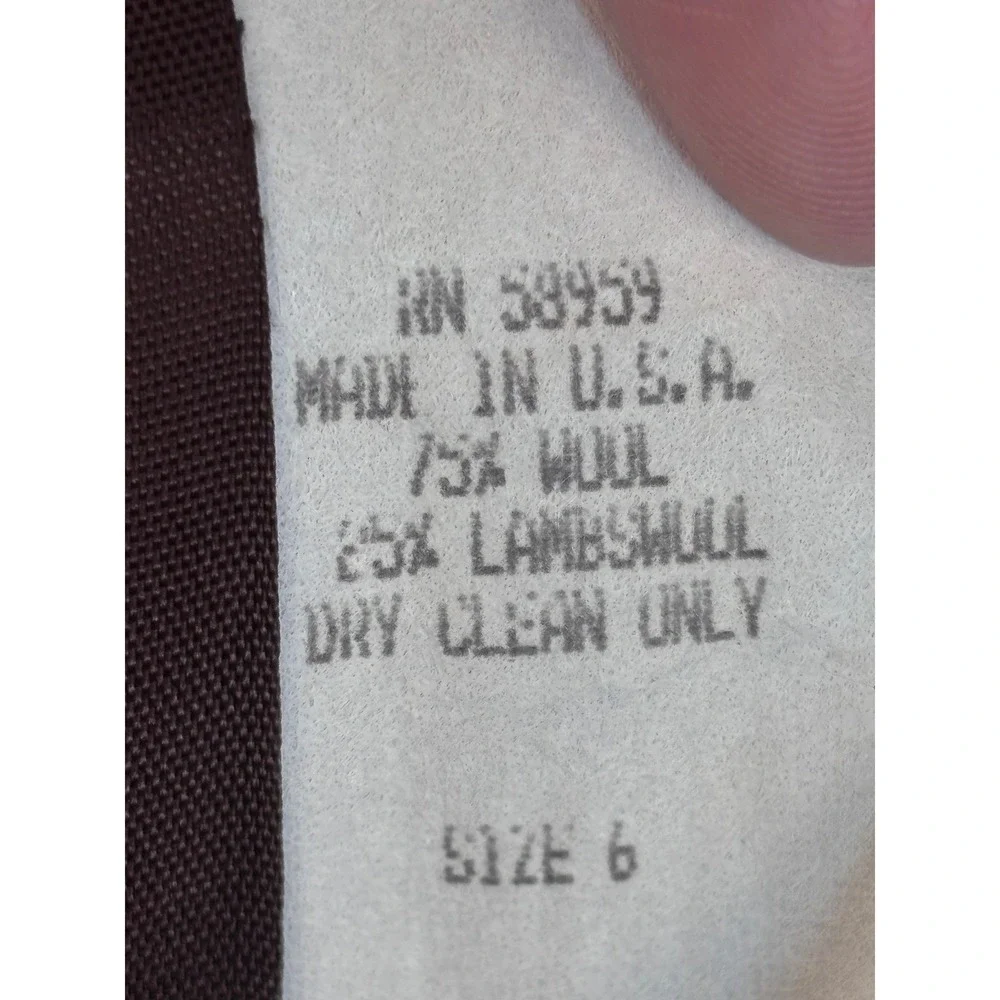 RN 58959
MADE IN U.S.A.
75% WOOL
25% LAMBSWOOL
DRY CLEAN ONLY
SIZE 6